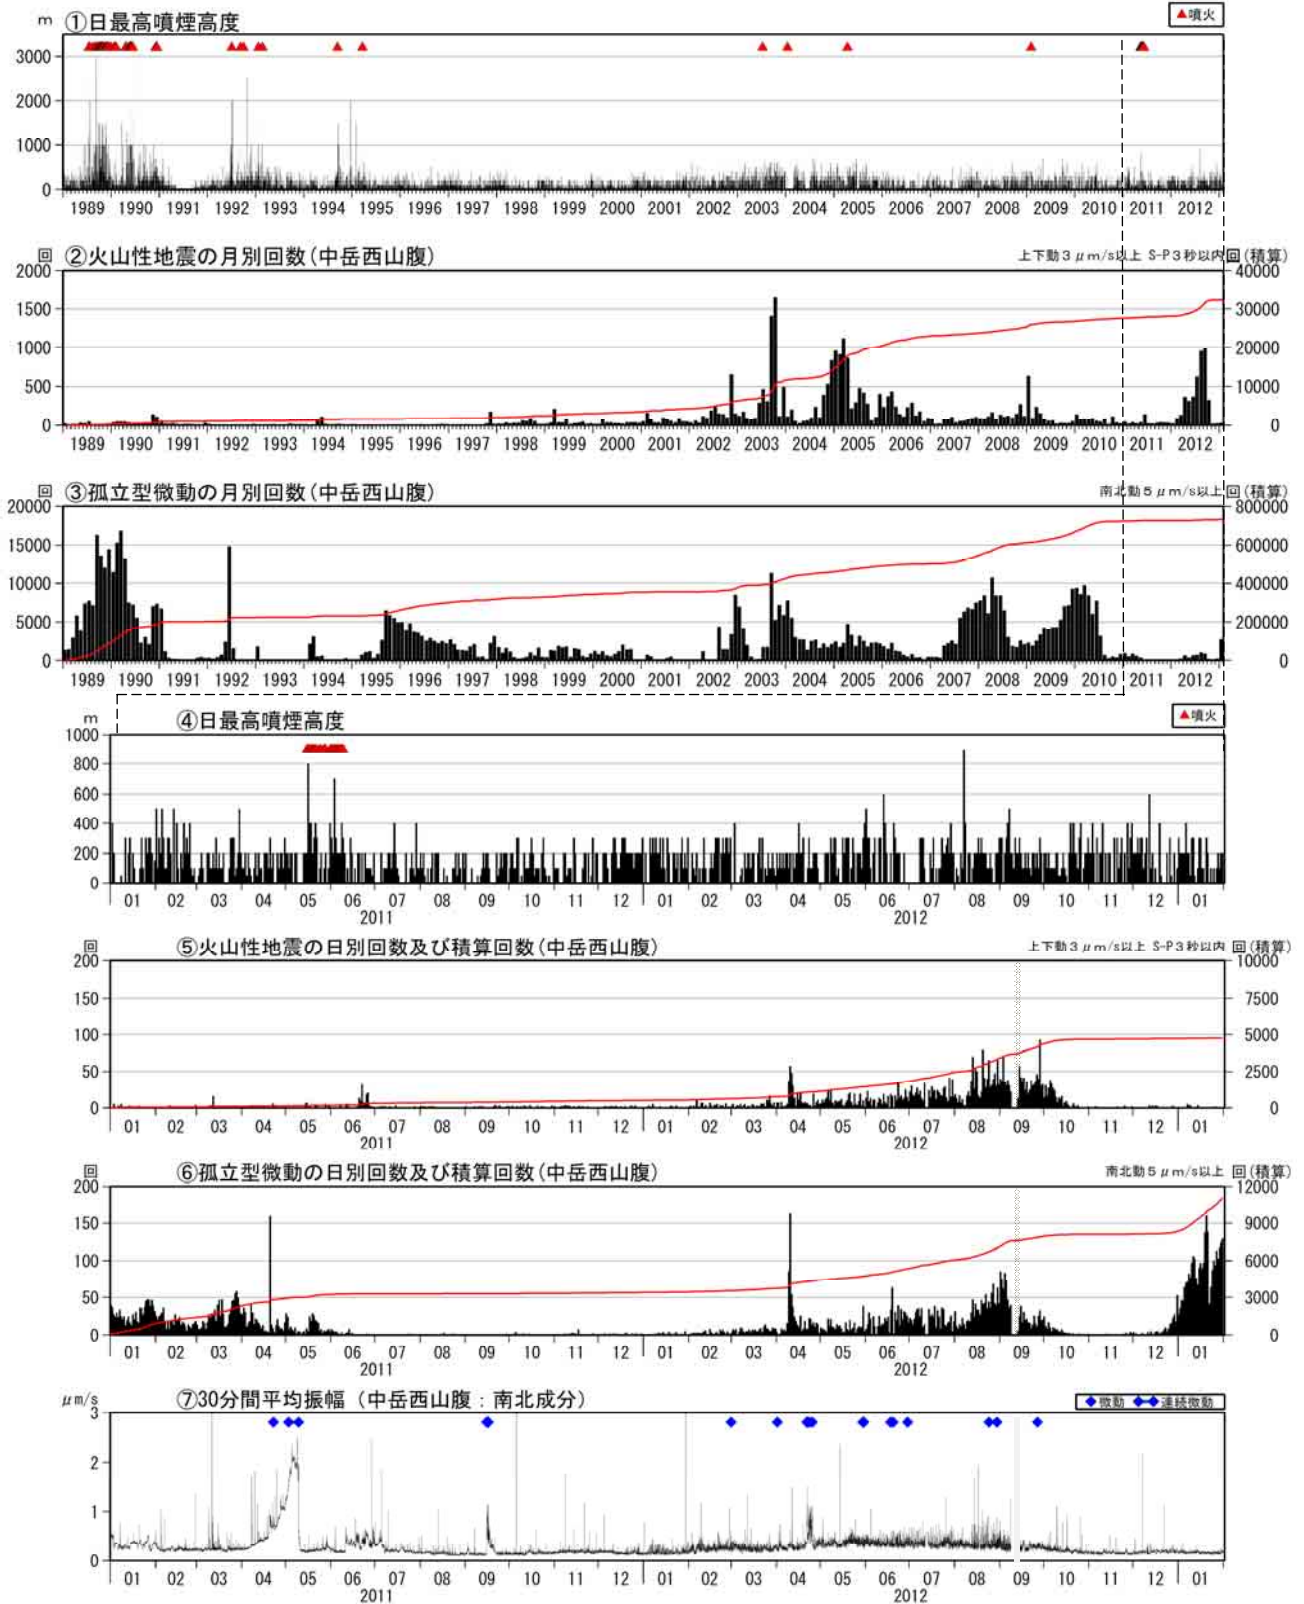 m ①日最高噴煙高度 ▲噴火
3000
2000
1000
0
1989 1990 1991 1992 1993 1994 1995 1996 1997 1998 1999 2000 2001 2002 2003 2004 2005 2006 2007 2008 2009 2010 2011 2012
回 ②火山性地震の月別回数(中岳西山腹) 上下動3μm/s以上 S-P3秒以内 回(積算)
2000 40000
1500 30000
1000 20000
500 10000
0 0
1989 1990 1991 1992 1993 1994 1995 1996 1997 1998 1999 2000 2001 2002 2003 2004 2005 2006 2007 2008 2009 2010 2011 2012
回 ③孤立型微動の月別回数(中岳西山腹) 南北動5μm/s以上 回(積算)
20000 800000
15000 600000
10000 400000
5000 200000
0 0
1989 1990 1991 1992 1993 1994 1995 1996 1997 1998 1999 2000 2001 2002 2003 2004 2005 2006 2007 2008 2009 2010 2011 2012
m ④日最高噴煙高度 ▲噴火
1000
800
600
400
200
0
01 02 03 04 05 06 07 08 09 10 11 12 01 02 03 04 05 06 07 08 09 10 11 12 01
2011 2012
回 ⑤火山性地震の日別回数及び積算回数(中岳西山腹) 上下動3μm/s以上 S-P3秒以内 回(積算)
200 10000
150 7500
100 5000
50 2500
0 0
01 02 03 04 05 06 07 08 09 10 11 12 01 02 03 04 05 06 07 08 09 10 11 12 01
2011 2012
回 ⑥孤立型微動の日別回数及び積算回数(中岳西山腹) 南北動5μm/s以上 回(積算)
200 12000
150 9000
100 6000
50 3000
0 0
01 02 03 04 05 06 07 08 09 10 11 12 01 02 03 04 05 06 07 08 09 10 11 12 01
2011 2012
μm/s ⑦30分間平均振幅(中岳西山腹:南北成分) ◆微動 ◆-◆連続微動
3
2
1
0
01 02 03 04 05 06 07 08 09 10 11 12 01 02 03 04 05 06 07 08 09 10 11 12 01
2011 2012